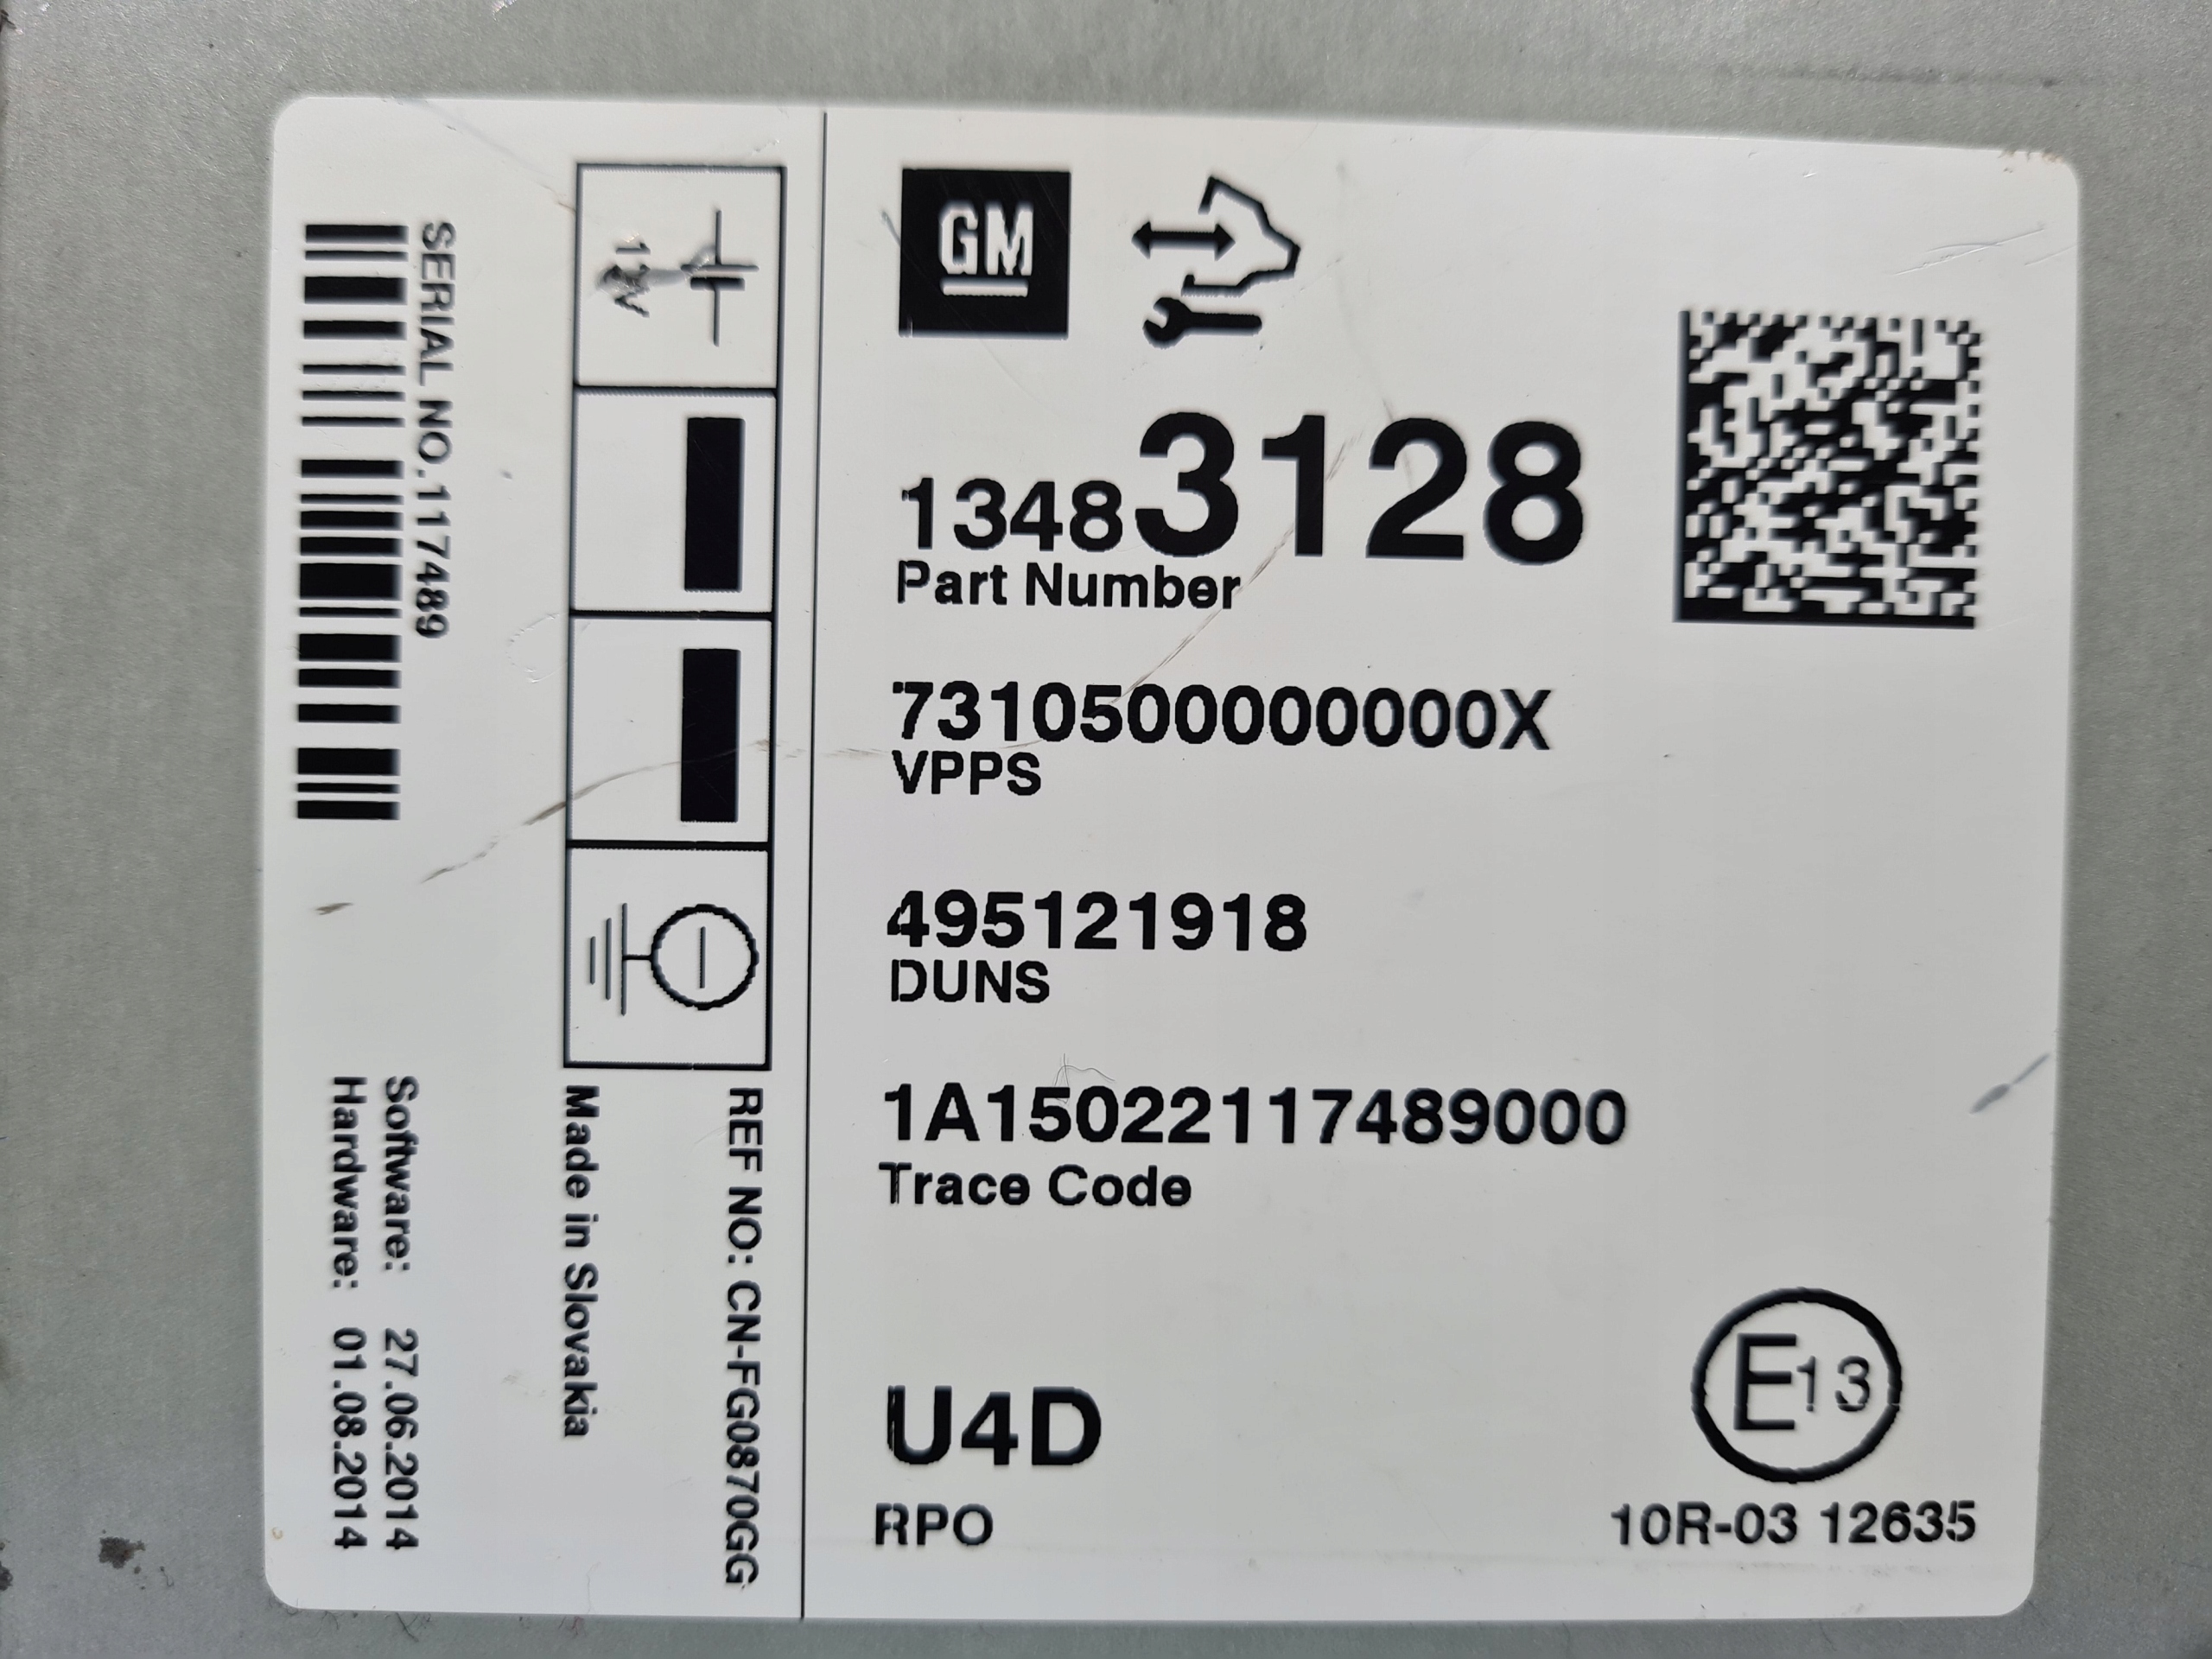 GM
13483128
Part Number
7310500000000X
VPPS
495121918
DUNS
1A15022117489000
Trace Code
U4D
RPO
E13
10R-03 12635
12V
SERIAL NO.117489
REF NO: CN-FG0870GG
Made in Slovakia
Software: 27.06.2014
Hardware: 01.08.2014